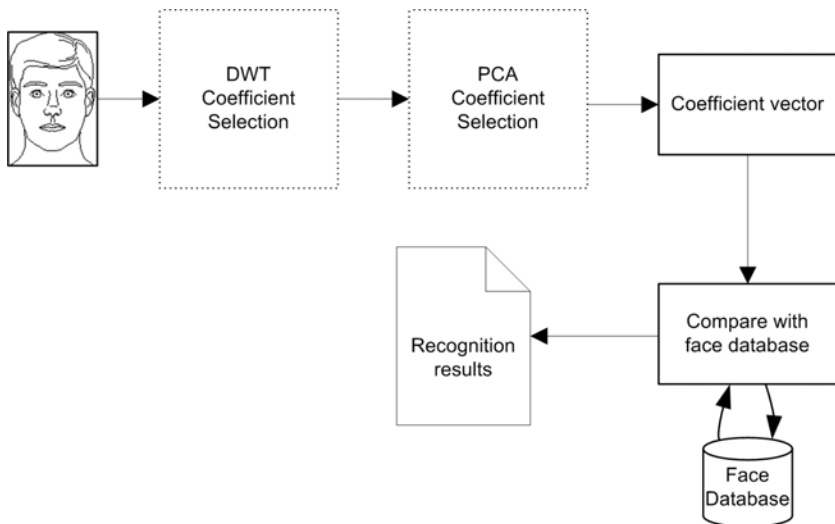 DWT
Coefficient
Selection
PCA
Coefficient
Selection
Coefficient vector
Compare with
face database
Recognition
results
Face
Database